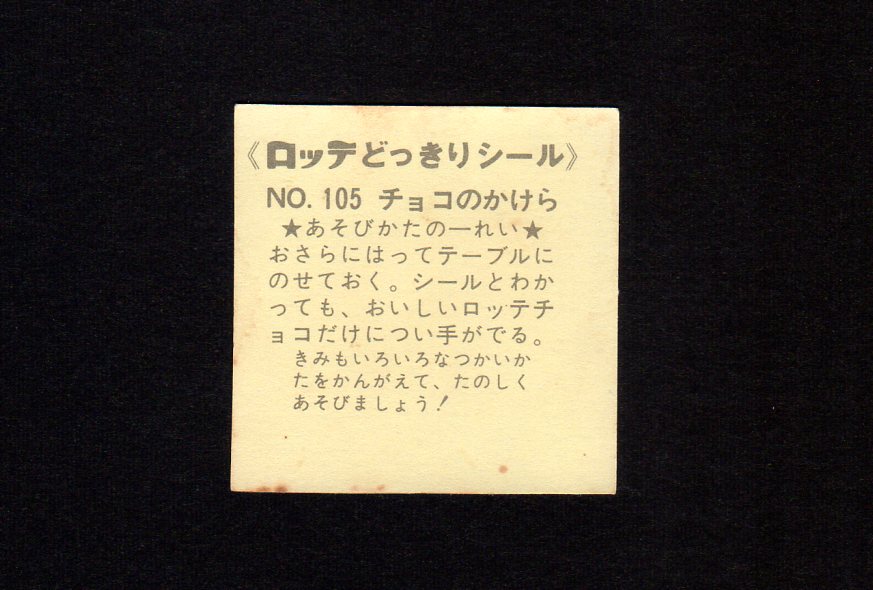 《ロッテどっきりシール》
NO. 105 チョコのかけら
★あそびかたの一れい★
おさらにはってテーブルに
のせておく。シールとわか
っても、おいしいロッテチ
ョコだけについ手がでる。
きみもいろいろなつかいか
たをかんがえて、たのしく
あそびましょう！